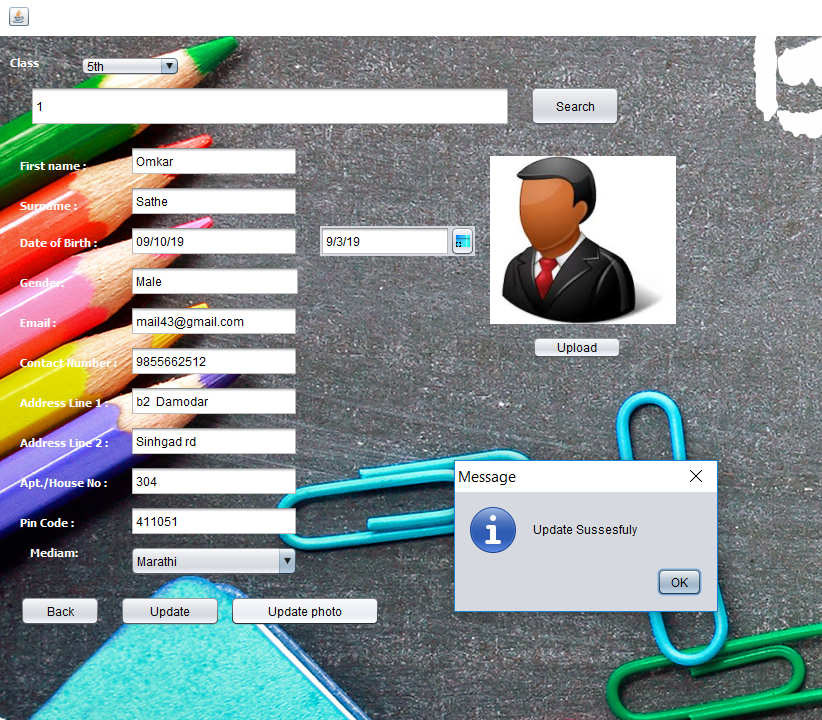 Class
5th
1
Search
First name :
Omkar
Surname :
Sathe
Date of Birth :
09/10/19
9/3/19
Gender:
Male
Email :
mail43@gmail.com
Upload
Contact Number :
9855662512
Address Line 1 :
b2 Damodar
Address Line 2 :
Sinhgad rd
Message
Apt./House No :
304
Pin Code :
411051
Update Sussesfuly
Mediam:
Marathi
OK
Back
Update
Update photo